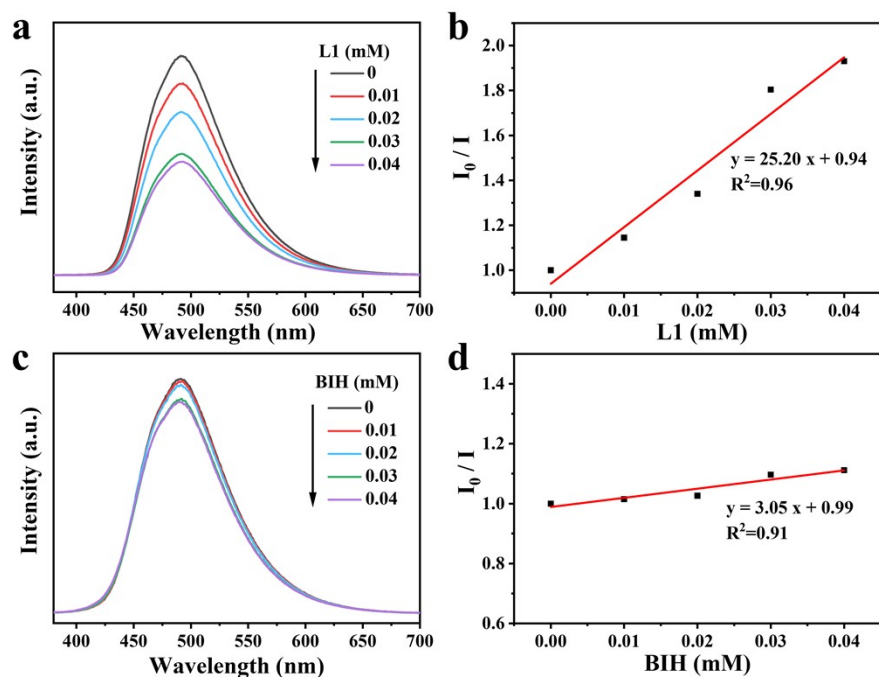 a
L1 (mM)
0
0.01
0.02
0.03
0.04
Intensity (a.u.)
400 450 500 550 600 650 700
Wavelength (nm)
b
2.0
1.8
1.6
1.4
1.2
1.0
I₀ / I
y = 25.20 x + 0.94
R²=0.96
0.00 0.01 0.02 0.03 0.04
L1 (mM)
c
BIH (mM)
0
0.01
0.02
0.03
0.04
Intensity (a.u.)
400 450 500 550 600 650 700
Wavelength (nm)
d
1.4
1.2
1.0
0.8
0.6
I₀ / I
y = 3.05 x + 0.99
R²=0.91
0.00 0.01 0.02 0.03 0.04
BIH (mM)